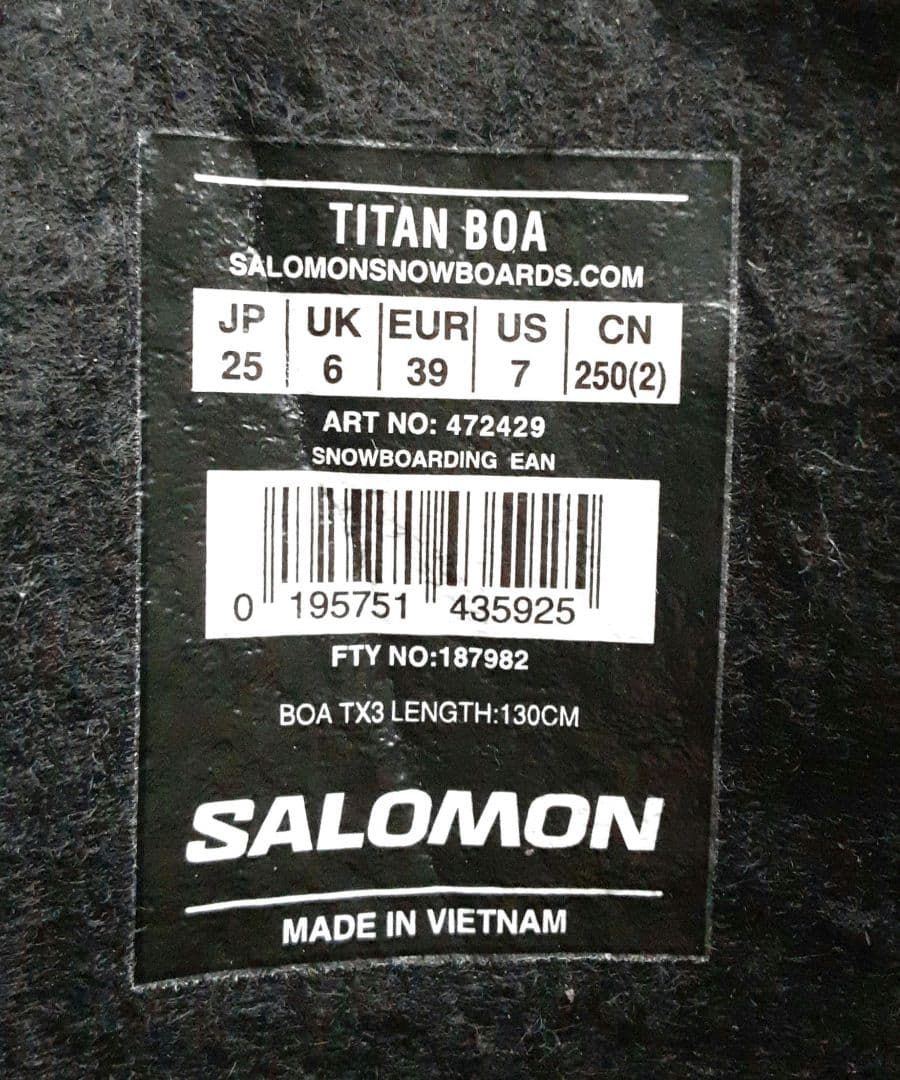 TITAN BOA
SALOMONSNOWBOARDS.COM
JP UK EUR US CN
25 6 39 7 250(2)
ART NO: 472429
SNOWBOARDING EAN
0 195751 435925
FTY NO:187982
BOA TX3 LENGTH:130CM
SALOMON
MADE IN VIETNAM